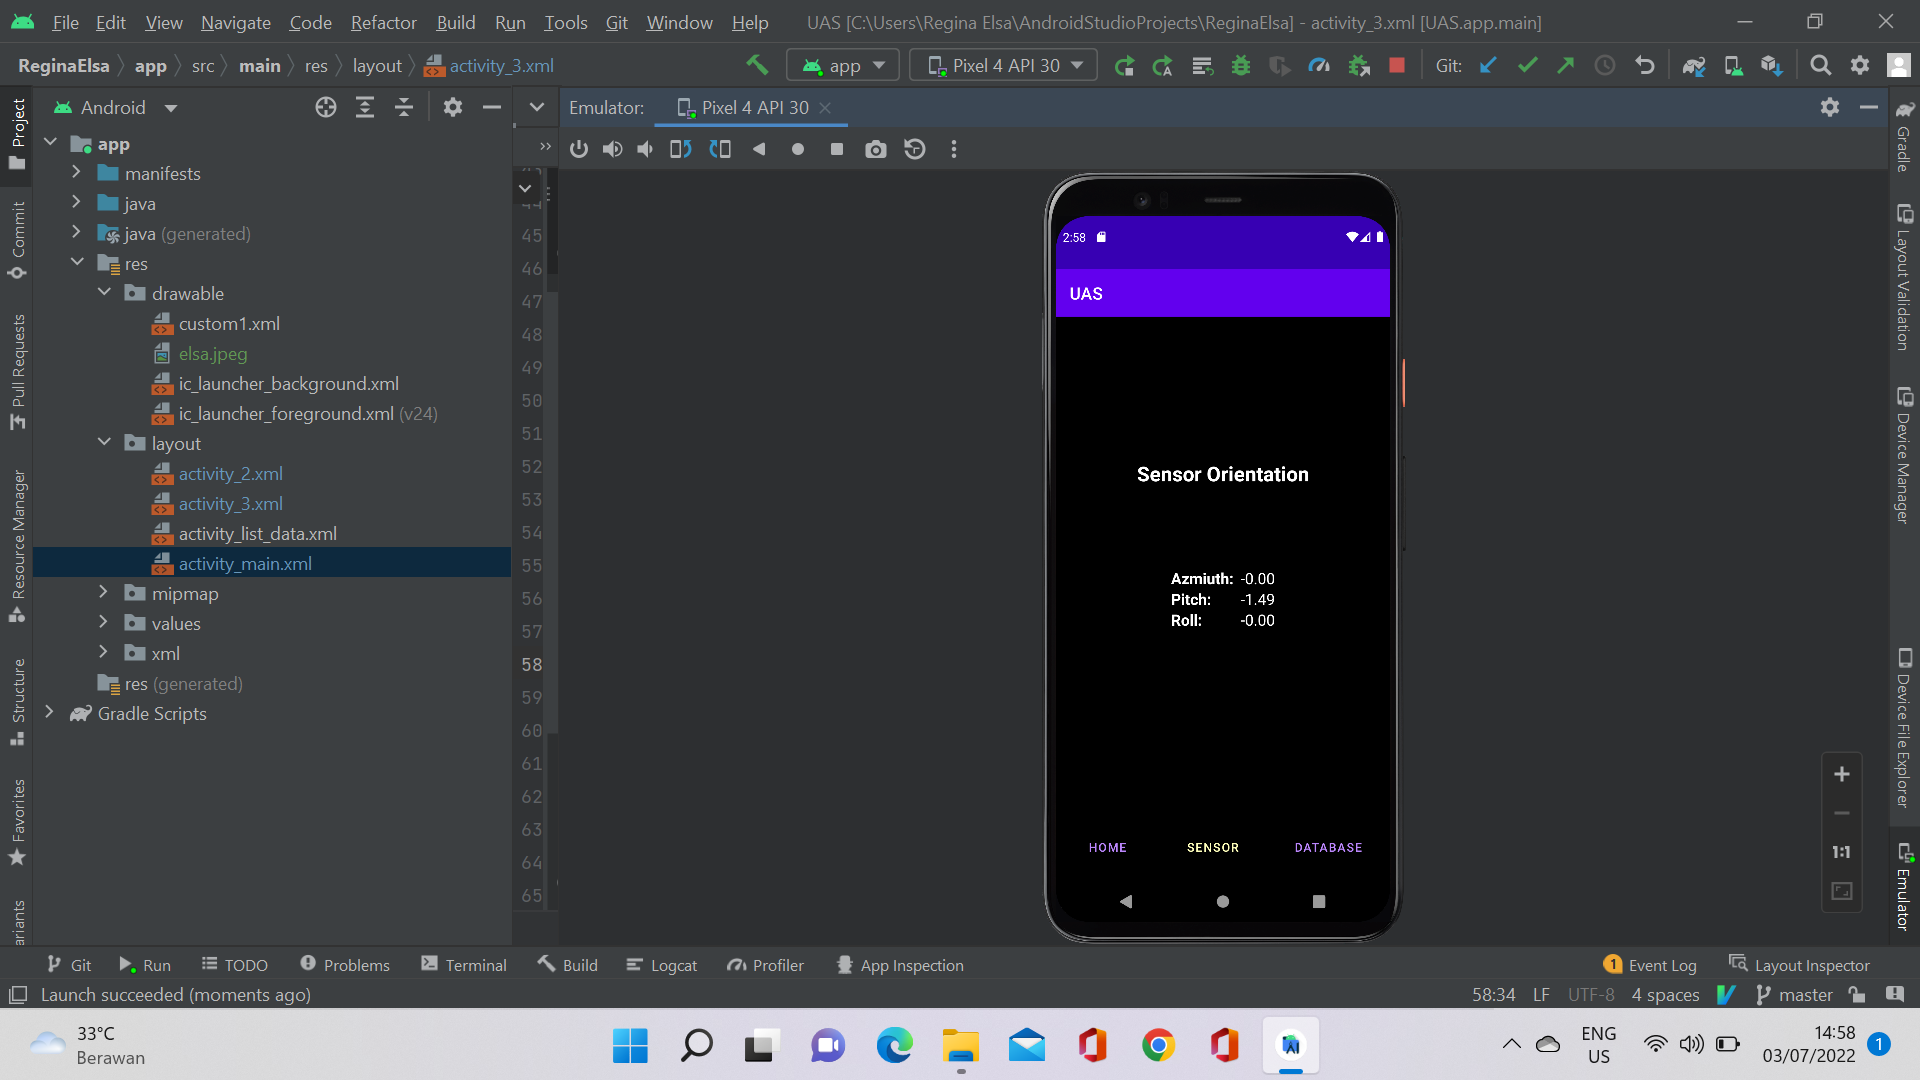 File Edit View Navigate Code Refactor Build Run Tools Git Window Help UAS [C:\Users\Regina Elsa\AndroidStudioProjects\ReginaElsa] - activity_3.xml [UAS.app.main]
ReginaElsa app src main res layout activity_3.xml app Pixel 4 API 30 Git:
Android
Emulator: Pixel 4 API 30
Project
Commit
Pull Requests
Resource Manager
Structure
Favorites
ariants
app
manifests
java
java (generated)
res
drawable
custom1.xml
elsa.jpeg
ic_launcher_background.xml
ic_launcher_foreground.xml (v24)
layout
activity_2.xml
activity_3.xml
activity_list_data.xml
activity_main.xml
mipmap
values
xml
res (generated)
Gradle Scripts
45
46
47
48
49
50
51
52
53
54
55
56
57
58
59
60
61
62
63
64
65
2:58
UAS
Sensor Orientation
Azmiuth: -0.00
Pitch: -1.49
Roll: -0.00
HOME SENSOR DATABASE
1:1
Gradle
Layout Validation
Device Manager
Device File Explorer
Emulator
Git Run TODO Problems Terminal Build Logcat Profiler App Inspection 1 Event Log Layout Inspector
Launch succeeded (moments ago) 58:34 LF UTF-8 4 spaces master
33°C
Berawan
ENG
US
14:58
03/07/2022
1